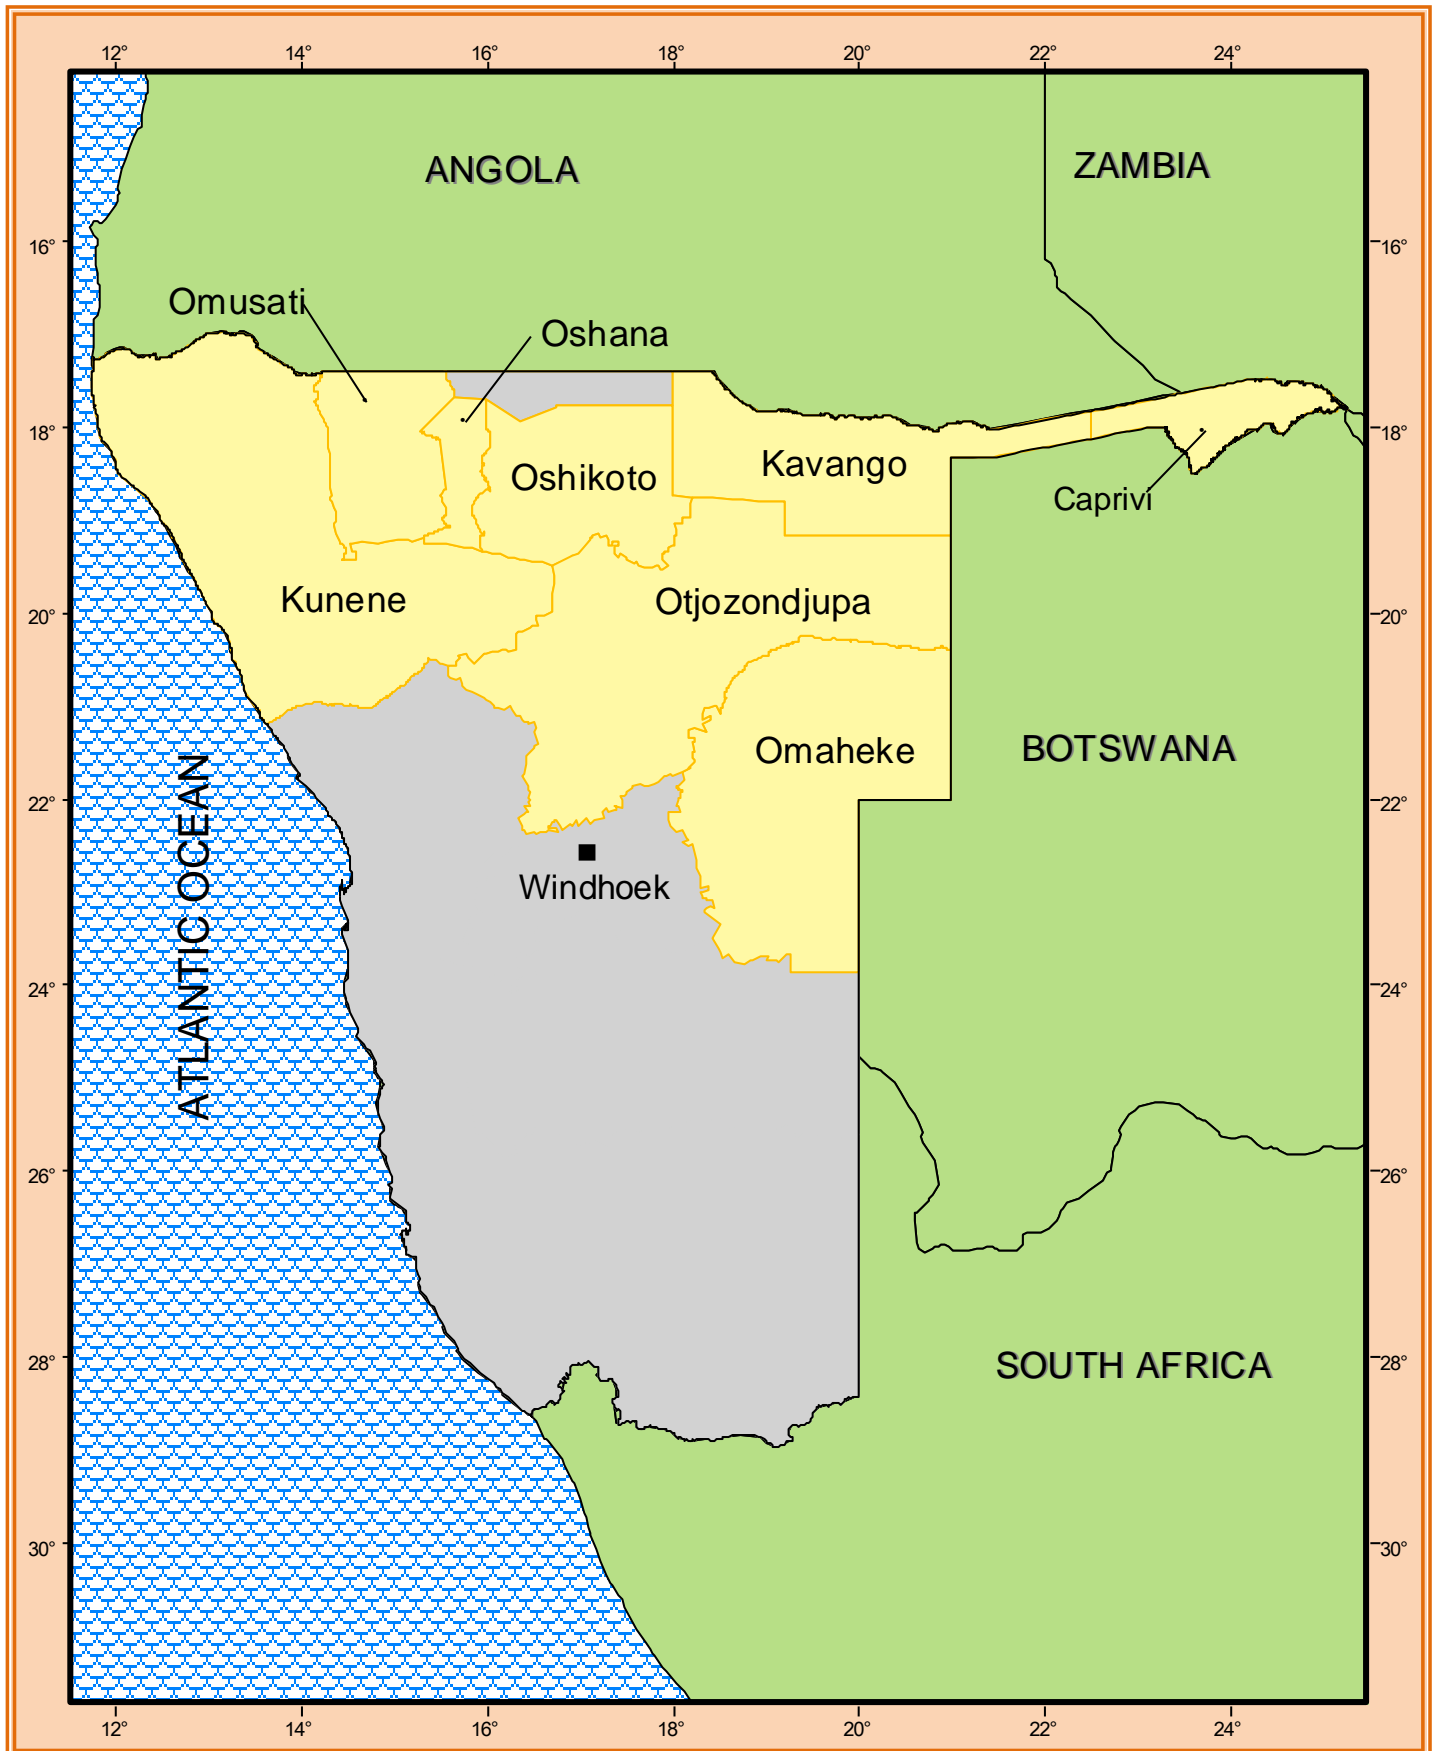 12° 14° 16° 18° 20° 22° 24°
ANGOLA
ZAMBIA
16° 16°
Omusati
Oshana
18° 18°
Oshikoto
Kavango
Caprivi
Kunene
Otjozondjupa
20° 20°
Omaheke
BOTSWANA
22° 22°
ATLANTIC OCEAN
Windhoek
24° 24°
26° 26°
28° 28°
SOUTH AFRICA
30° 30°
12° 14° 16° 18° 20° 22° 24°